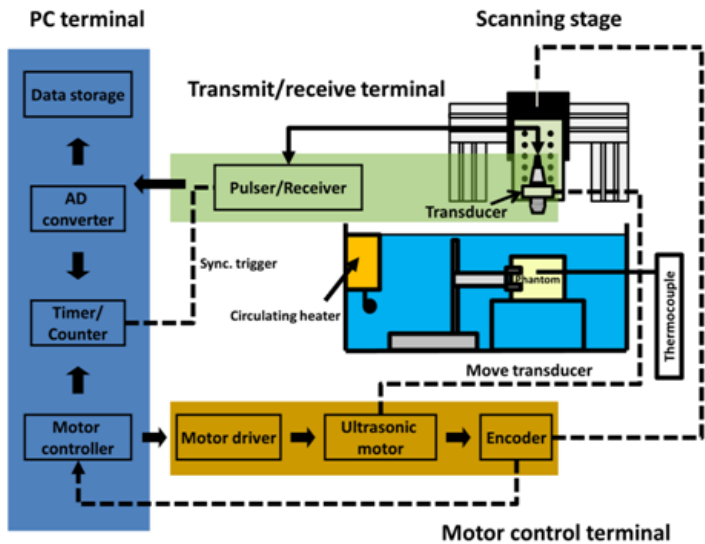 PC terminal
Scanning stage
Data storage
Transmit/receive terminal
Pulser/Receiver
AD
converter
Transducer
Sync. trigger
Timer/
Counter
Circulating heater
Phantom
Thermocouple
Move transducer
Motor
controller
Motor driver
Ultrasonic
motor
Encoder
Motor control terminal